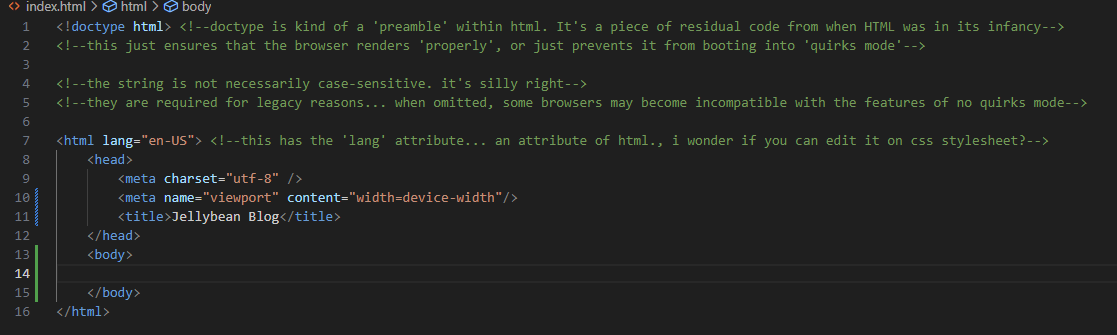 index.html > html > body
1 <!doctype html> <!--doctype is kind of a 'preamble' within html. It's a piece of residual code from when HTML was in its infancy-->
2 <!--this just ensures that the browser renders 'properly', or just prevents it from booting into 'quirks mode'-->
3
4 <!--the string is not necessarily case-sensitive. it's silly right-->
5 <!--they are required for legacy reasons... when omitted, some browsers may become incompatible with the features of no quirks mode-->
6
7 <html lang="en-US"> <!--this has the 'lang' attribute... an attribute of html., i wonder if you can edit it on css stylesheet?-->
8     <head>
9         <meta charset="utf-8" />
10         <meta name="viewport" content="width=device-width"/>
11         <title>Jellybean Blog</title>
12     </head>
13     <body>
14
15     </body>
16 </html>